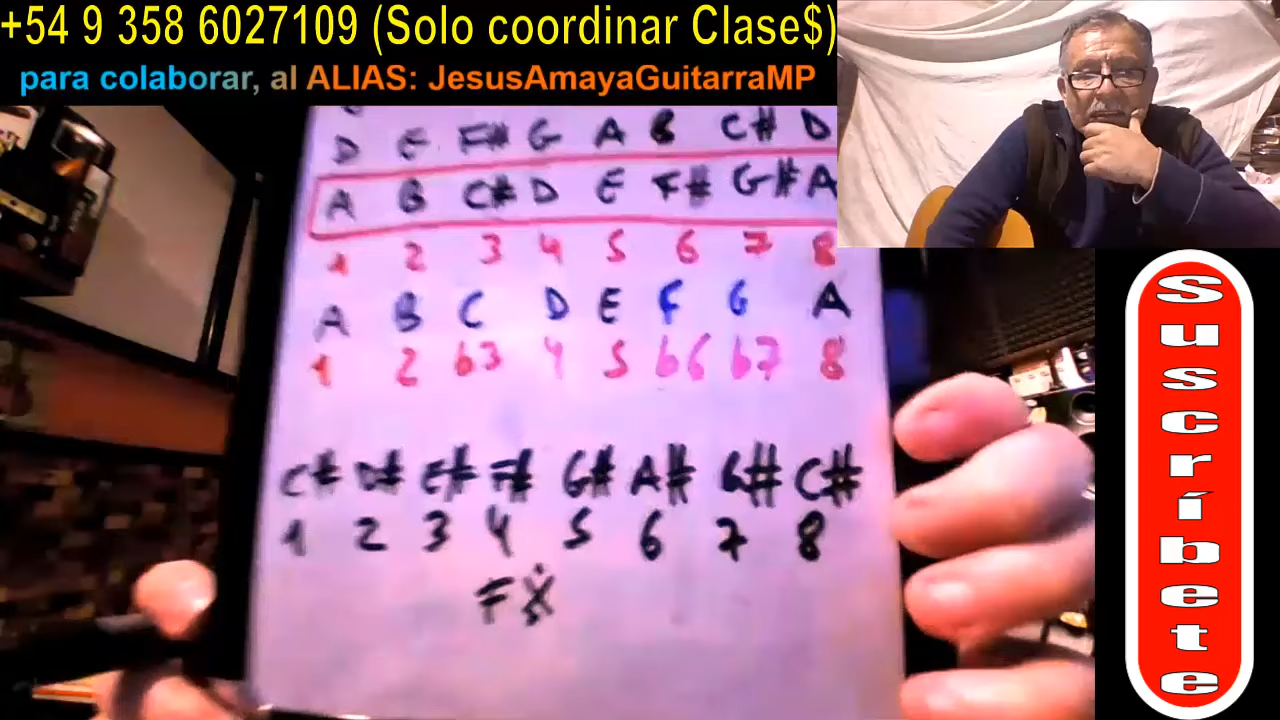 +54 9 358 6027109 (Solo coordinar Clase$)
para colaborar, al ALIAS: JesusAmayaGuitarraMP
D E F# G A B C# D
A B C# D E F# G# A
1 2 3 4 5 6 7 8
A B C D E F G A
1 2 b3 4 5 b6 b7 8
C# D# E# F# G# A# B# C#
1 2 3 4 5 6 7 8
Suscríbete